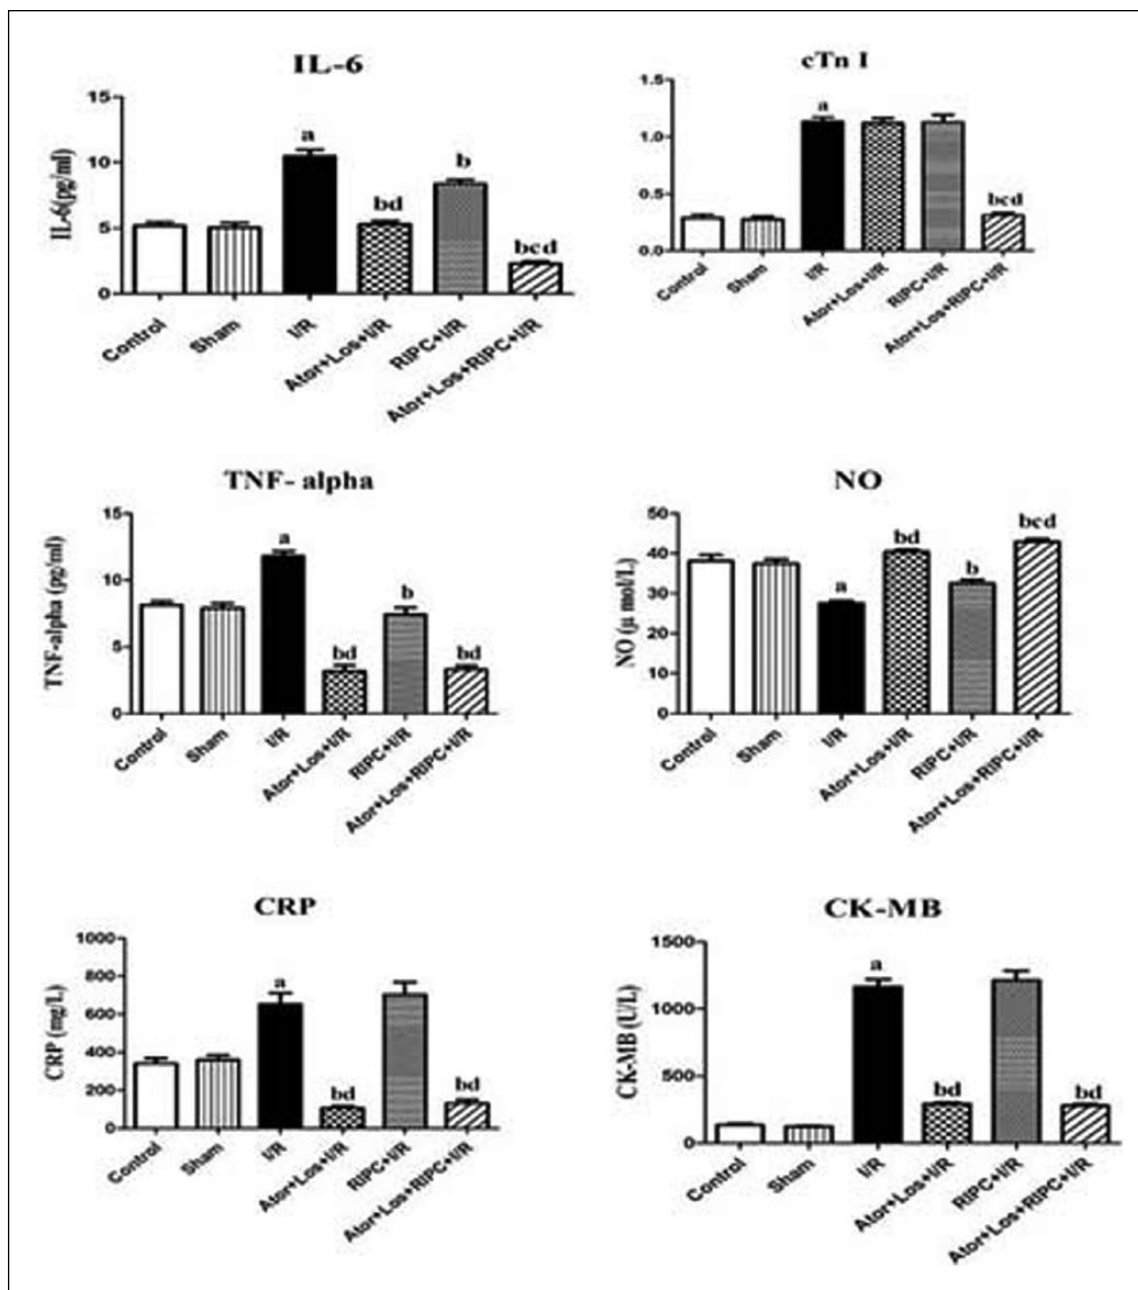 IL-6
IL-6(pg/ml)
15
10
5
0
a
bd
b
bcd
Control
Sham
I/R
Ator+Los+I/R
RIPC+I/R
Ator+Los+RIPC+I/R
cTn I
1.5
1.0
0.5
0.0
a
bcd
Control
Sham
I/R
Ator+Los+I/R
RIPC+I/R
Ator+Los+RIPC+I/R
TNF- alpha
TNF-alpha (pg/ml)
15
10
5
0
a
bd
b
bd
Control
Sham
I/R
Ator+Los+I/R
RIPC+I/R
Ator+Los+RIPC+I/R
NO
NO (µ mol/L)
50
40
30
20
10
0
a
bd
b
bcd
Control
Sham
I/R
Ator+Los+I/R
RIPC+I/R
Ator+Los+RIPC+I/R
CRP
CRP (mg/L)
1000
800
600
400
200
0
a
bd
bd
Control
Sham
I/R
Ator+Los+I/R
RIPC+I/R
Ator+Los+RIPC+I/R
CK-MB
CK-MB (U/L)
1500
1000
500
0
a
bd
bd
Control
Sham
I/R
Ator+Los+I/R
RIPC+I/R
Ator+Los+RIPC+I/R